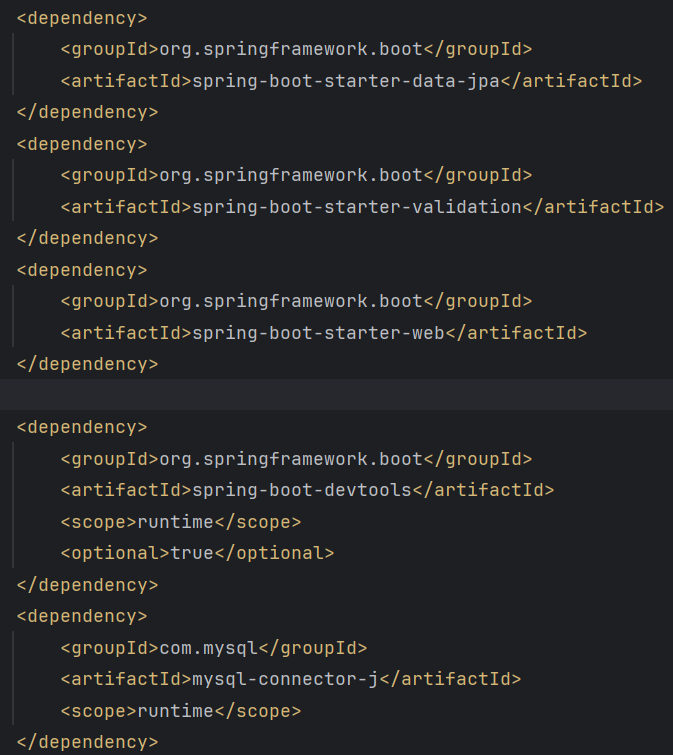 <dependency>
    <groupId>org.springframework.boot</groupId>
    <artifactId>spring-boot-starter-data-jpa</artifactId>
</dependency>
<dependency>
    <groupId>org.springframework.boot</groupId>
    <artifactId>spring-boot-starter-validation</artifactId>
</dependency>
<dependency>
    <groupId>org.springframework.boot</groupId>
    <artifactId>spring-boot-starter-web</artifactId>
</dependency>

<dependency>
    <groupId>org.springframework.boot</groupId>
    <artifactId>spring-boot-devtools</artifactId>
    <scope>runtime</scope>
    <optional>true</optional>
</dependency>
<dependency>
    <groupId>com.mysql</groupId>
    <artifactId>mysql-connector-j</artifactId>
    <scope>runtime</scope>
</dependency>